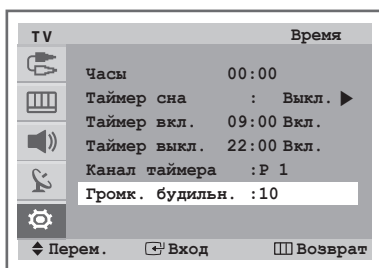 TV Время
Часы 00:00
Таймер сна : Выкл.
Таймер вкл. 09:00 Вкл.
Таймер выкл. 22:00 Вкл.
Канал таймера :P 1
Громк. будильн. :10
Перем. Вход Возврат